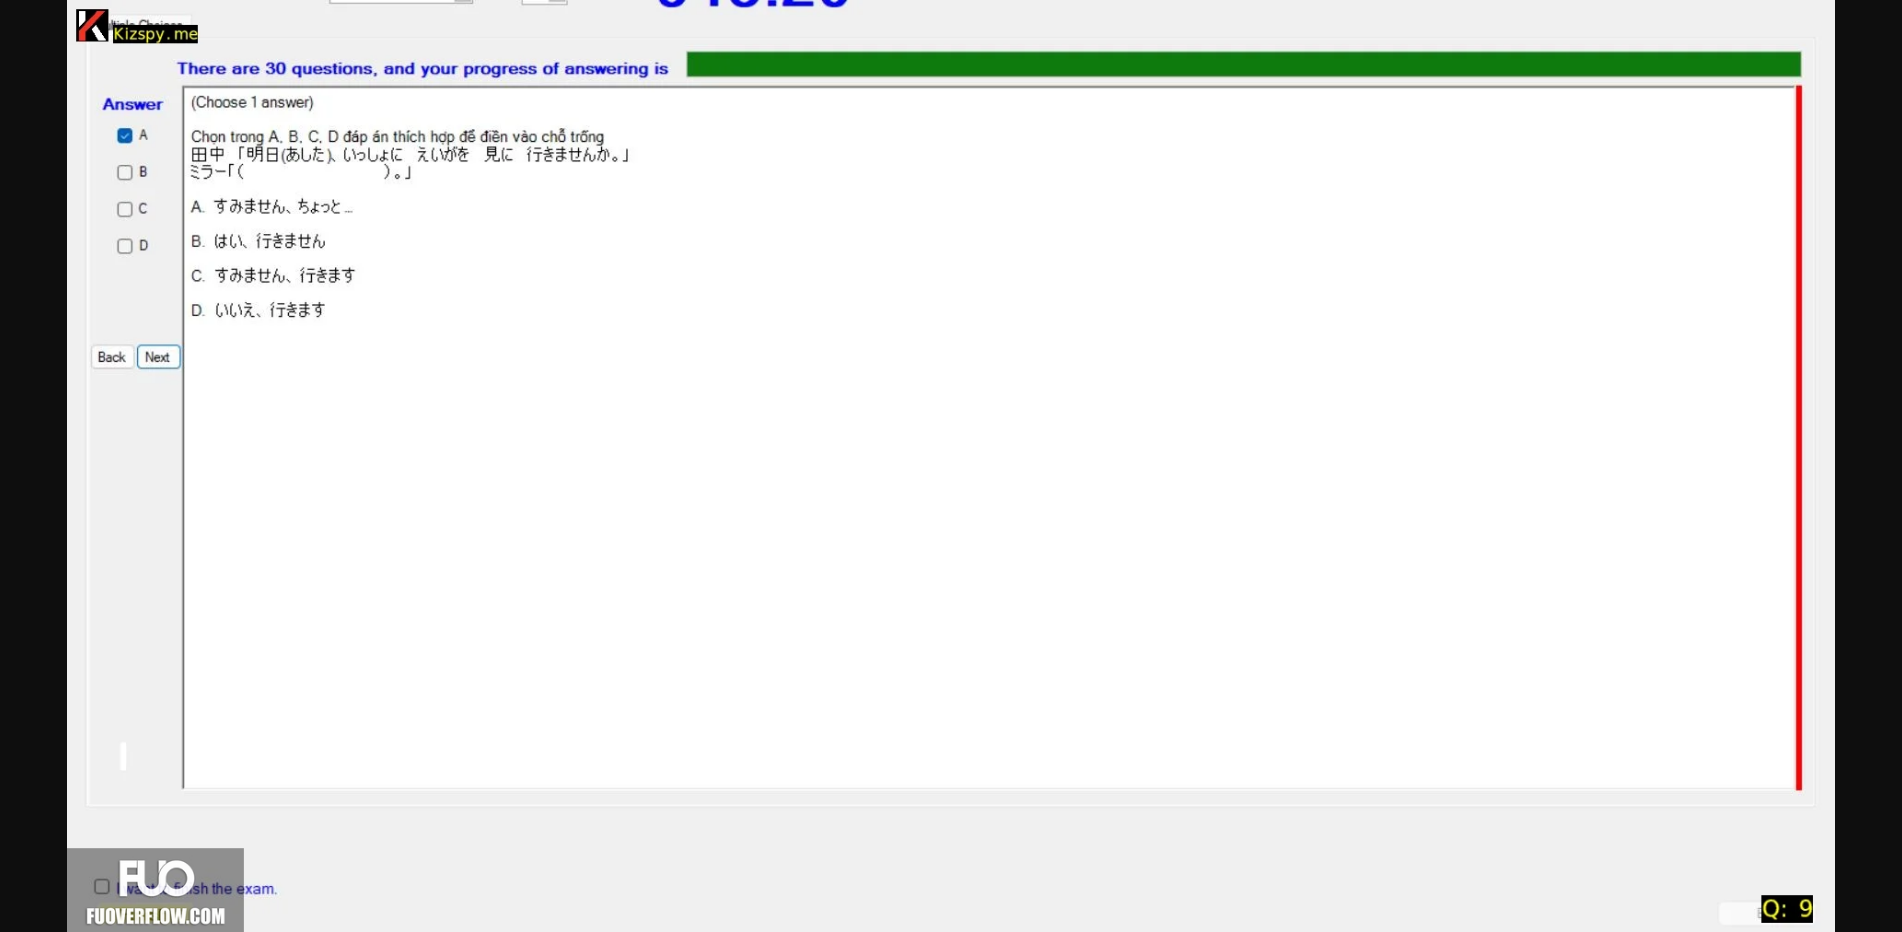 Kizspy.me
There are 30 questions, and your progress of answering is
Answer
(Choose 1 answer)
A
Chọn trong A, B, C, D đáp án thích hợp để điền vào chỗ trống
田中 「明日(あした)、いっしょに えいがを 見に 行きませんか。」
B
ミラー「( )。」
C
A. すみません、ちょっと...
D
B. はい、行きません
C. すみません、行きます
D. いいえ、行きます
Back Next
FUO
finish the exam.
FUOVERFLOW.COM
Q: 9